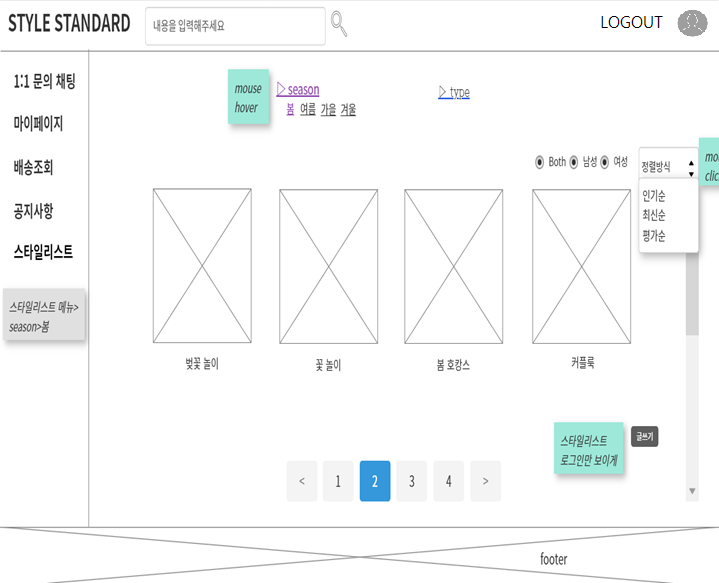 STYLE STANDARD
내용을 입력해주세요
LOGOUT
1:1 문의 채팅
마이페이지
배송조회
공지사항
스타일리스트
스타일리스트 메뉴>
season>봄
mouse
hover
▷season
봄 여름 가을 겨울
▷ type
Both 남성 여성
정렬방식
인기순
최신순
평가순
mo
clic
벚꽃 놀이
꽃 놀이
봄 호캉스
커플룩
스타일리스트
로그인만 보이게
글쓰기
< 1 2 3 4 >
footer